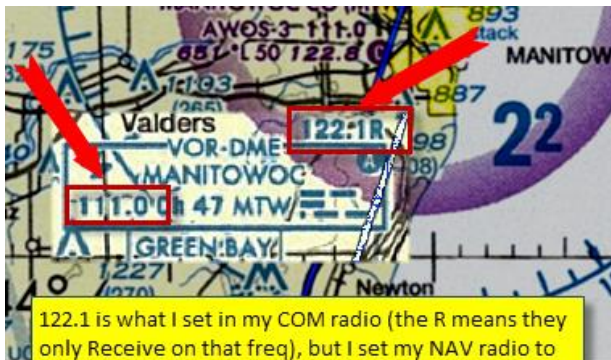 893
AWOS-3 111.0
175
651 L 50 122.8 C
stack
MANITOW
1193
(265)
887
Valders
122.1R
22
VOR-DME
98
MANITOWOC
08)
111.0 Ch 47 MTW
GREEN BAY
1227
(270)
Newton
122.1 is what I set in my COM radio (the R means they
only Receive on that freq), but I set my NAV radio to